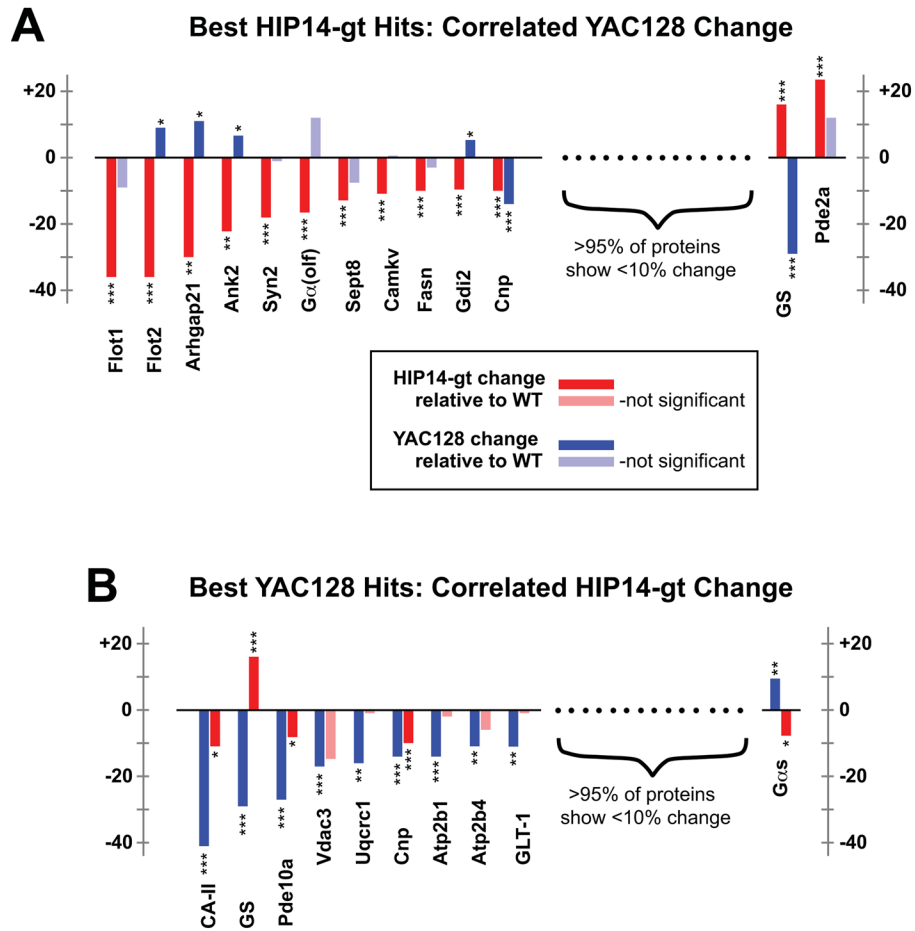 A
Best HIP14-gt Hits: Correlated YAC128 Change
+20
0
-20
-40
*** *** ** ** *** *** *** *** *** *** ***
* * * * ***
Flot1
Flot2
Arhgap21
Ank2
Syn2
Gα(olf)
Sept8
Camkv
Fasn
Gdi2
Cnp
>95% of proteins
show <10% change
*** ***
***
GS
Pde2a
+20
0
-20
-40
HIP14-gt change
relative to WT -not significant
YAC128 change
relative to WT -not significant
B
Best YAC128 Hits: Correlated HIP14-gt Change
+20
0
-20
-40
*** *** *** *** ** *** *** ** **
* *** * ***
CA-II
GS
Pde10a
Vdac3
Uqcrc1
Cnp
Atp2b1
Atp2b4
GLT-1
>95% of proteins
show <10% change
**
*
Gαs
+20
0
-20
-40